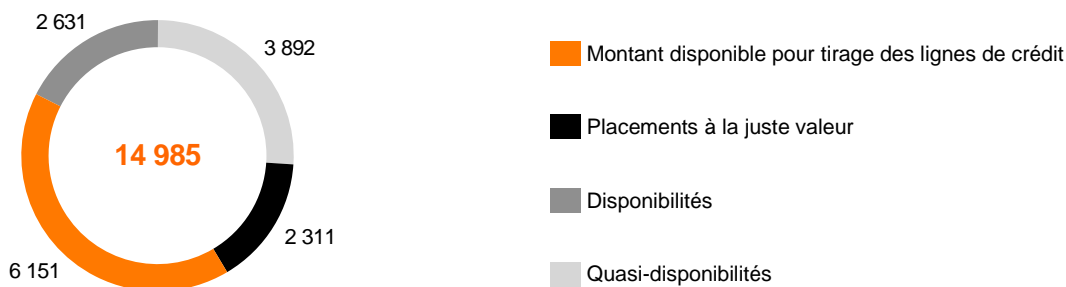 2 631
3 892
14 985
2 311
6 151
Montant disponible pour tirage des lignes de crédit
Placements à la juste valeur
Disponibilités
Quasi-disponibilités